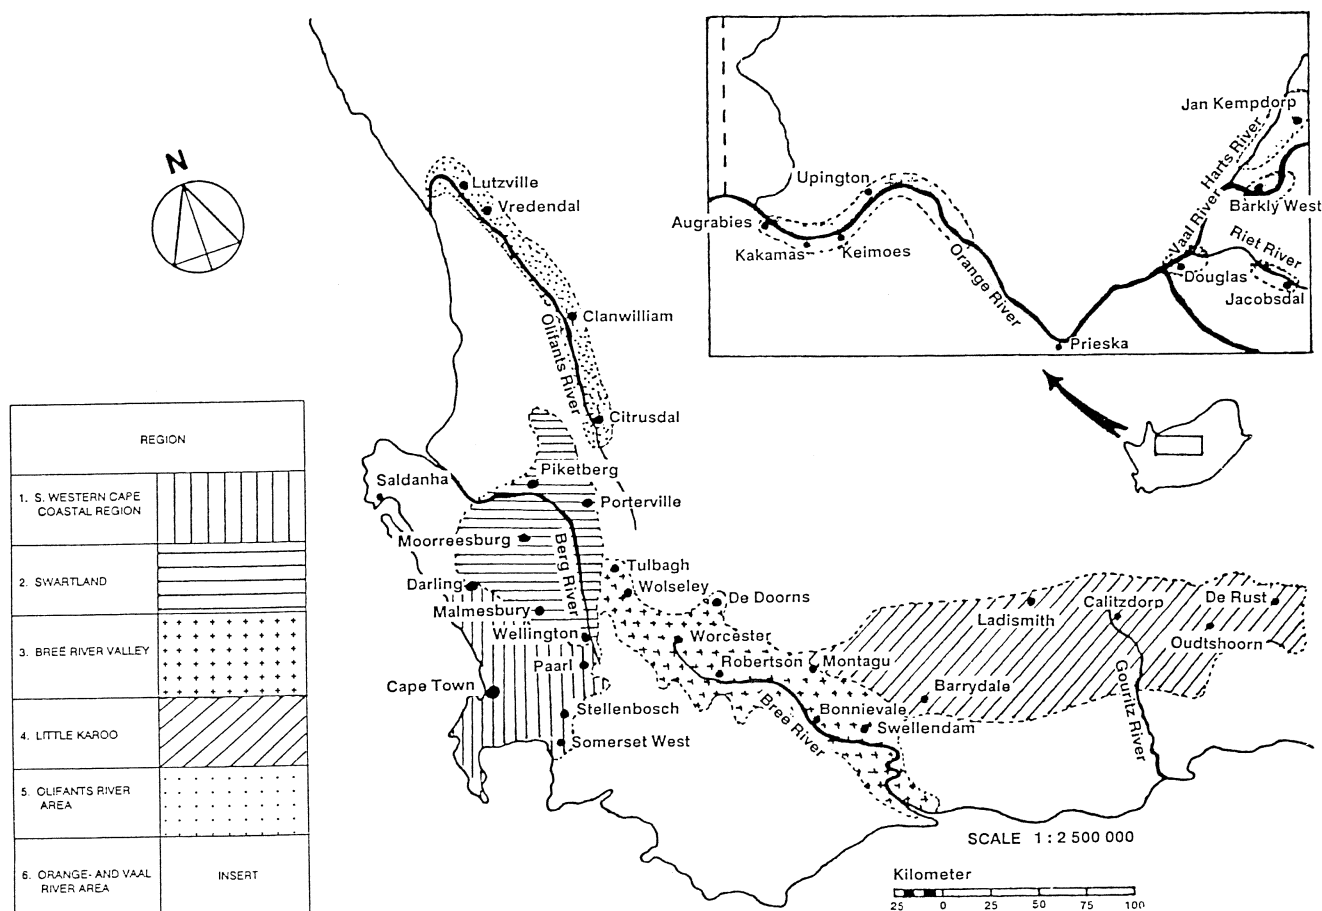 N
Lutzville
Vredendal
Clanwilliam
Olifants River
Citrusdal
Piketberg
Saldanha
Porterville
Moorreesburg
Berg River
Tulbagh
Darling
Wolseley
De Doorns
Malmesbury
Wellington
Worcester
Paarl
Robertson
Montagu
Cape Town
Stellenbosch
Bonnievale
Breë River
Swellendam
Somerset West
Barrydale
Ladismith
Calitzdorp
De Rust
Oudtshoorn
Gouritz River
Jan Kempdorp
Harts River
Upington
Barkly West
Augrabies
Vaal River
Riet River
Kakamas
Keimoes
Orange River
Douglas
Jacobsdal
Prieska
REGION
1. S. WESTERN CAPE
COASTAL REGION
2. SWARTLAND
3. BREË RIVER VALLEY
4. LITTLE KAROO
5. OLIFANTS RIVER
AREA
6. ORANGE- AND VAAL
RIVER AREA
INSERT
SCALE 1:2 500 000
Kilometer
25 0 25 50 75 100